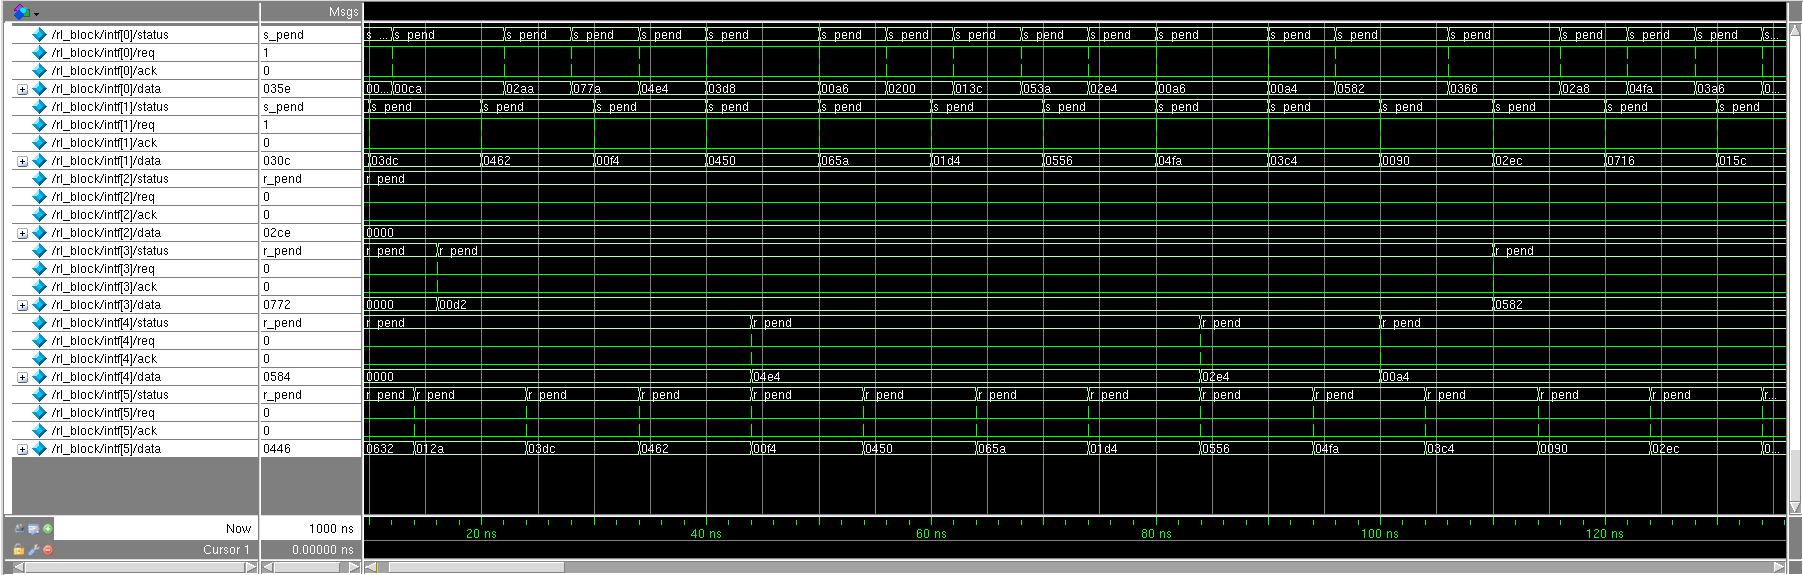 Msgs
/rl_block/intf[0]/status s_pend s_... s_pend s_pend s_pend s_pend s_pend s_pend s_pend s_pend s_pend s_pend s_pend s_pend s_pend s_pend s_pend s_pend s_pend s...
/rl_block/intf[0]/req 1
/rl_block/intf[0]/ack 0
/rl_block/intf[0]/data 035e 00... 00ca 02aa 077a 04e4 03d8 00a6 0200 013c 053a 02e4 00a6 00a4 0582 0366 02a8 04fa 03a6 0...
/rl_block/intf[1]/status s_pend s_pend s_pend s_pend s_pend s_pend s_pend s_pend s_pend s_pend s_pend s_pend s_pend s_pend
/rl_block/intf[1]/req 1
/rl_block/intf[1]/ack 0
/rl_block/intf[1]/data 030c 03dc 0462 00f4 0450 065a 01d4 0556 04fa 03c4 0090 02ec 0716 015c
/rl_block/intf[2]/status r_pend r_pend
/rl_block/intf[2]/req 0
/rl_block/intf[2]/ack 0
/rl_block/intf[2]/data 02ce 0000
/rl_block/intf[3]/status r_pend r_pend r_pend r_pend
/rl_block/intf[3]/req 0
/rl_block/intf[3]/ack 0
/rl_block/intf[3]/data 0772 0000 00d2 0582
/rl_block/intf[4]/status r_pend r_pend r_pend r_pend r_pend
/rl_block/intf[4]/req 0
/rl_block/intf[4]/ack 0
/rl_block/intf[4]/data 0584 0000 04e4 02e4 00a4
/rl_block/intf[5]/status r_pend r_pend r_pend r_pend r_pend r_pend r_pend r_pend r_pend r_pend r_pend r_pend r_pend r_pend r...
/rl_block/intf[5]/req 0
/rl_block/intf[5]/ack 0
/rl_block/intf[5]/data 0446 0632 012a 03dc 0462 00f4 0450 065a 01d4 0556 04fa 03c4 0090 02ec 0...
Now 1000 ns
20 ns 40 ns 60 ns 80 ns 100 ns 120 ns
Cursor 1 0.00000 ns